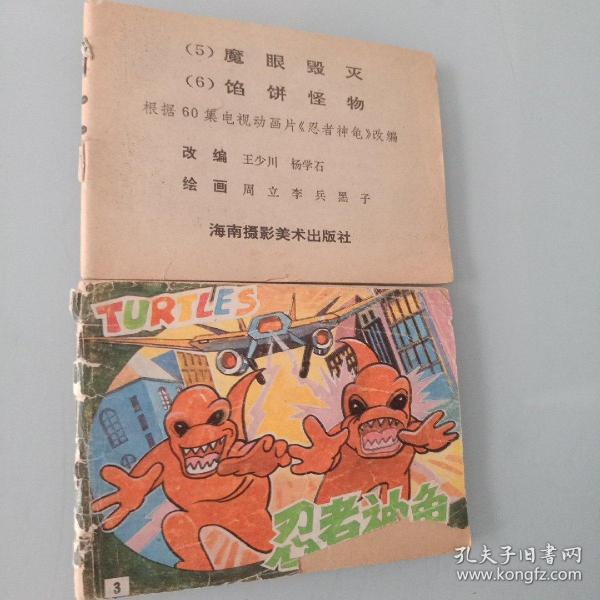 (5) 魔眼毁灭
(6) 馅饼怪物
根据60集电视动画片《忍者神龟》改编
改编 王少川 杨学石
绘画 周立 李兵 黑子
海南摄影美术出版社
TURTLES
忍者神龟
3
孔夫子旧书网
www.kongfz.com